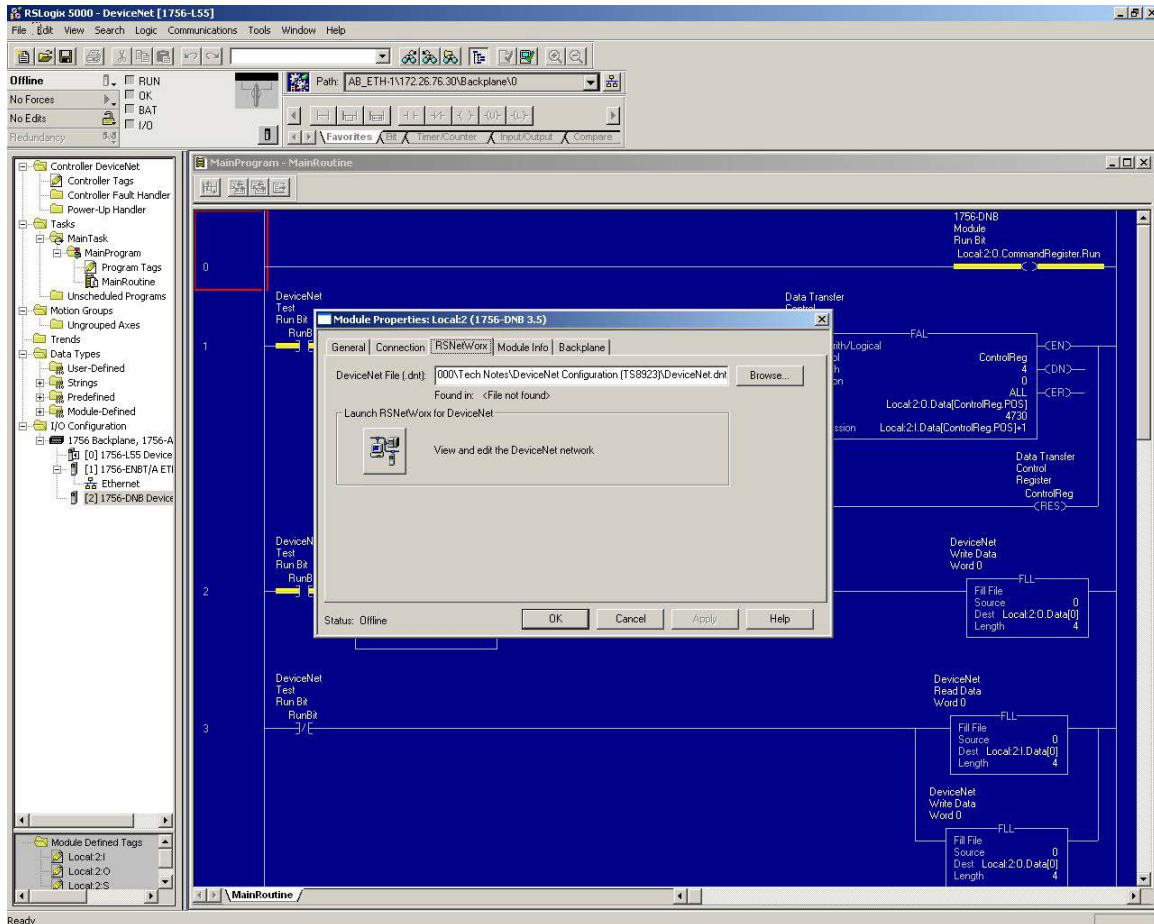 RSLogix 5000 - DeviceNet [1756-L55]
File Edit View Search Logic Communications Tools Window Help
Offline
RUN
OK
BAT
I/O
No Forces
No Edits
Redundancy
Path: AB_ETH-1\172.26.76.30\Backplane\0
Favorites Bit Timer/Counter Input/Output Compare
Controller DeviceNet
Controller Tags
Controller Fault Handler
Power-Up Handler
Tasks
MainTask
MainProgram
Program Tags
MainRoutine
Unscheduled Programs
Motion Groups
Ungrouped Axes
Trends
Data Types
User-Defined
Strings
Predefined
Module-Defined
I/O Configuration
1756 Backplane, 1756-A
[0] 1756-L55 Device
[1] 1756-ENBT/A ETI
Ethernet
[2] 1756-DNB Device
Module Defined Tags
Local:2:I
Local:2:O
Local:2:S
MainProgram - MainRoutine
0
1756-DNB
Module
Run Bit
Local:2:O.CommandRegister.Run
1
DeviceNet
Test
Run Bit
RunB
Data Transfer
Control
FAL
rith/Logical
ControlReg
4
0
ALL
Local:2:O.Data[ControlReg.POS]
4730
ssion Local:2:I.Data[ControlReg.POS]+1
EN
DN
ER
Data Transfer
Control
Register
ControlReg
RES
Module Properties: Local:2 (1756-DNB 3.5)
General Connection RSNetWorx Module Info Backplane
DeviceNet File (.dnt): 000\Tech Notes\DeviceNet Configuration (TS8923)\DeviceNet.dnt Browse...
Found in: <File not found>
Launch RSNetWorx for DeviceNet
View and edit the DeviceNet network
Status: Offline
OK Cancel Apply Help
2
DeviceN
Test
Run Bit
RunB
DeviceNet
Write Data
Word 0
FLL
Fill File
Source 0
Dest Local:2:O.Data[0]
Length 4
3
DeviceNet
Test
Run Bit
RunBit
DeviceNet
Read Data
Word 0
FLL
Fill File
Source 0
Dest Local:2:I.Data[0]
Length 4
DeviceNet
Write Data
Word 0
FLL
Fill File
Source 0
Dest Local:2:O.Data[0]
Length 4
MainRoutine
Ready